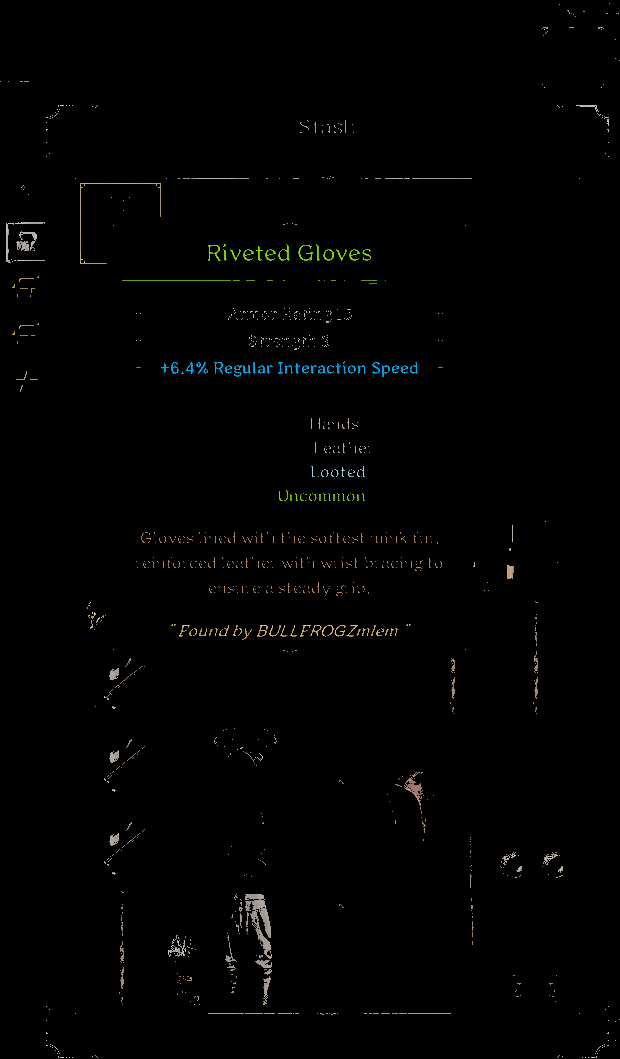 Stash
Riveted Gloves
Armor Rating 15
Strength 3
+6.4% Regular Interaction Speed
Hands
Leather
Looted
Uncommon
Gloves lined with the softest mink fur,
reinforced leather with wrist bracing to
ensure a steady grip.
" Found by BULLFROGZmlem "